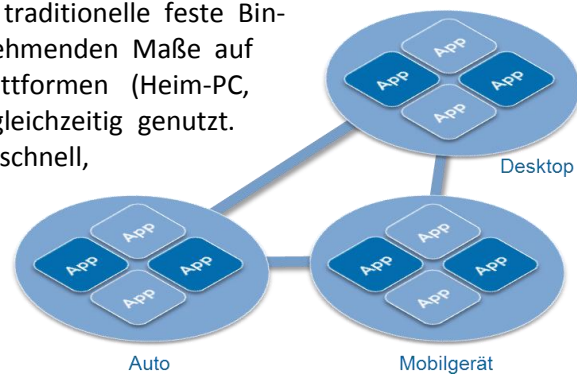 traditionelle feste Bin-
ehmenden Maße auf
ttformen (Heim-PC,
gleichzeitig genutzt.
schnell,
App
App
App
App
Desktop
App
App
App
App
Auto
App
App
App
App
Mobilgerät